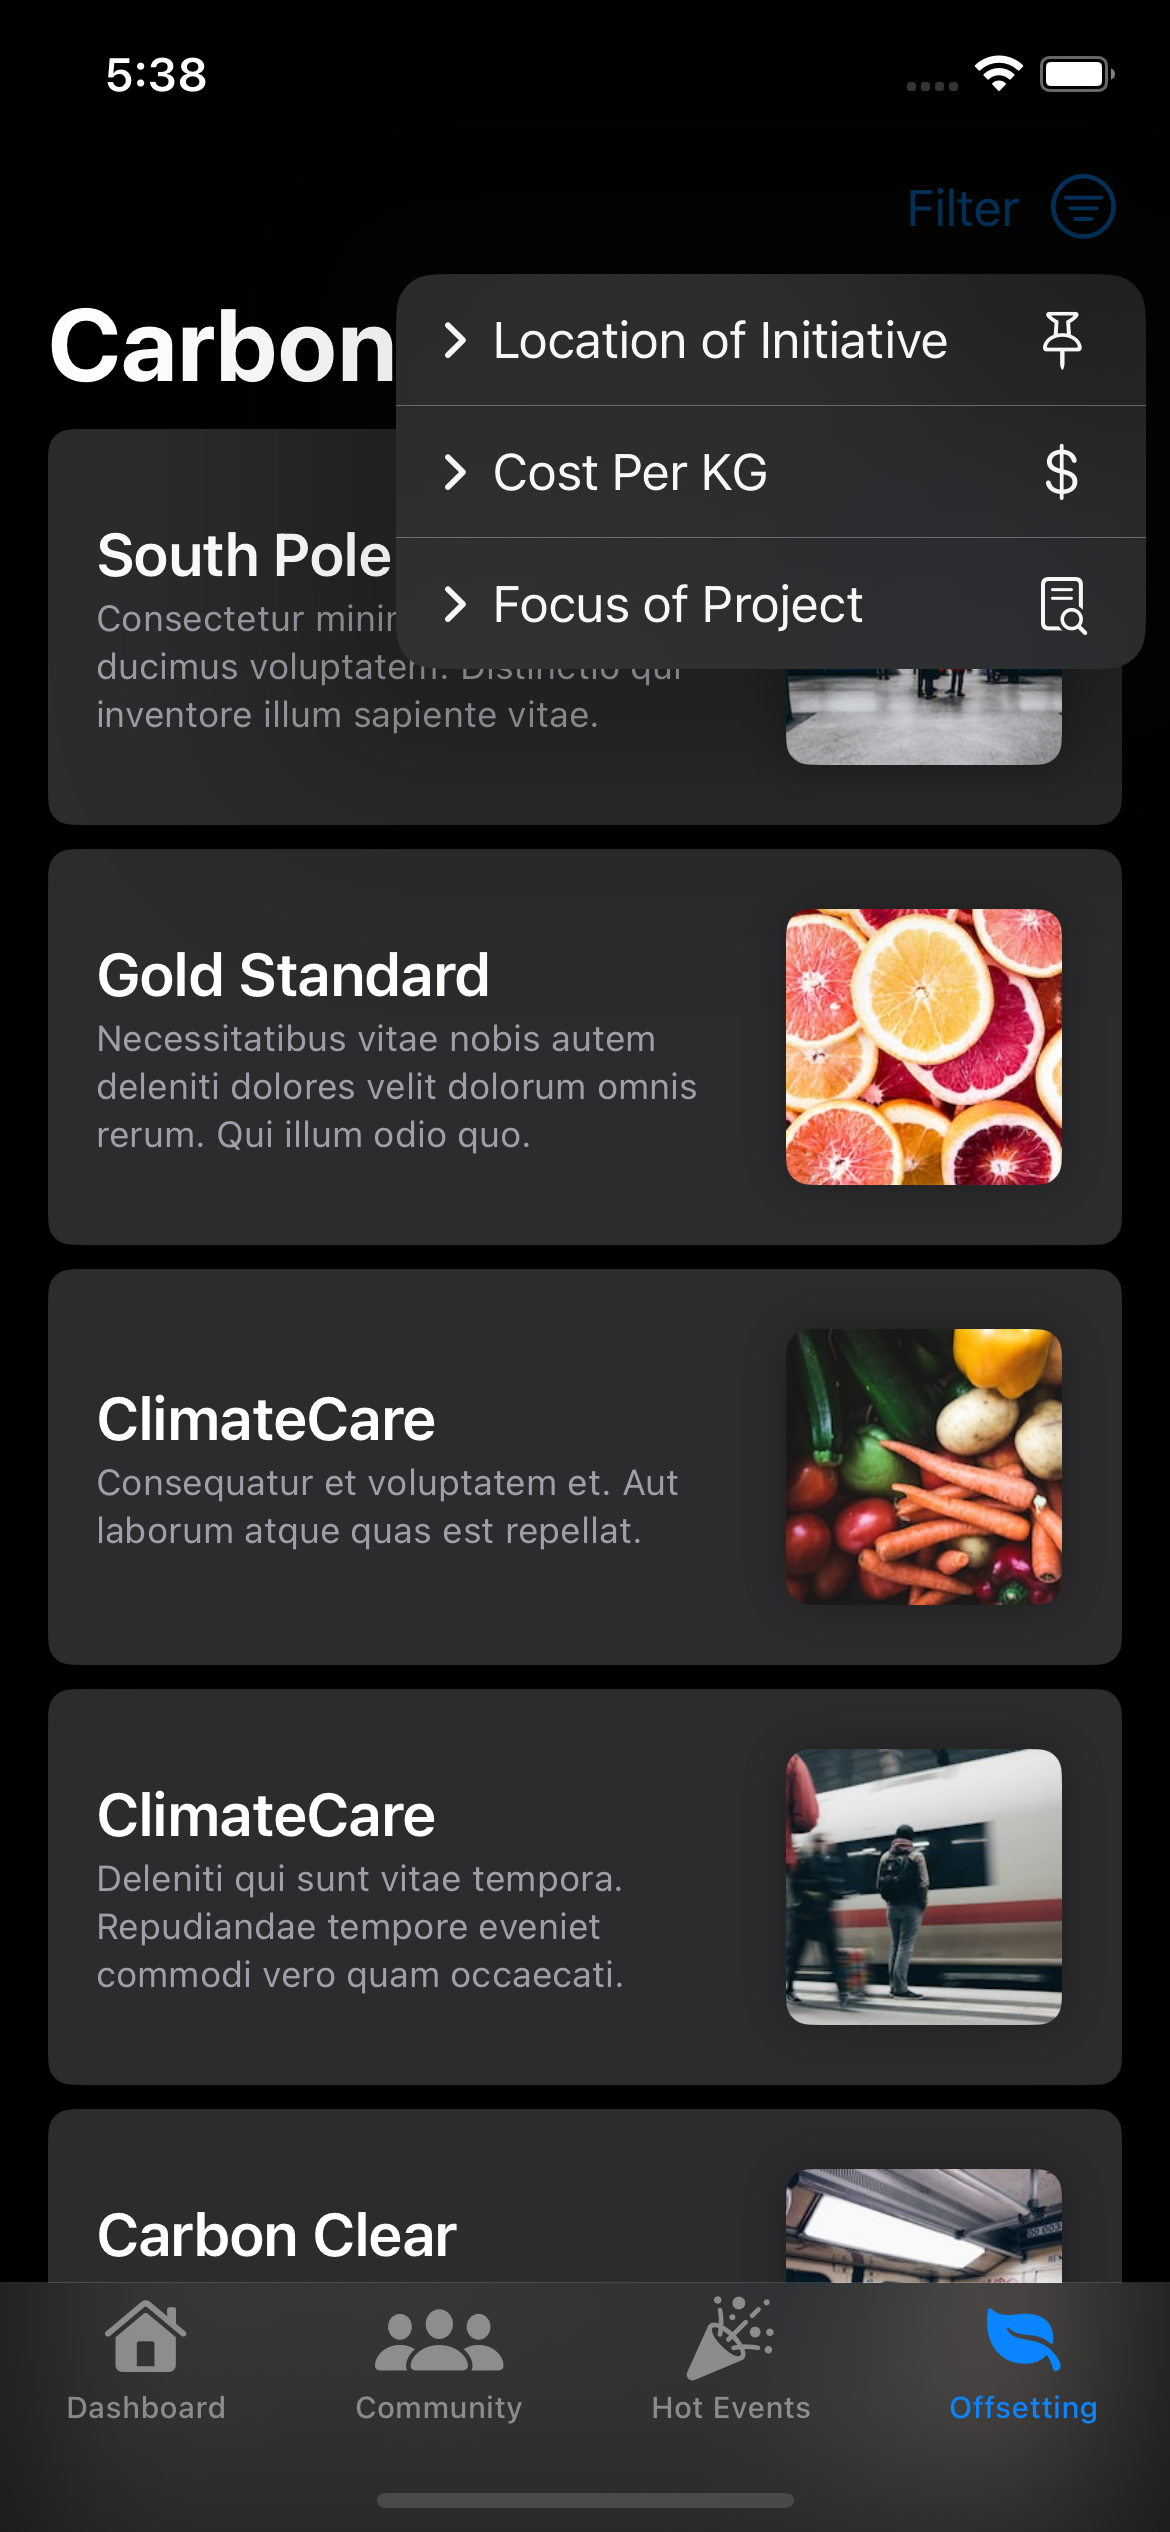 5:38
Filter
Location of Initiative
Carbon
Cost Per KG
South Pole
Focus of Project
Consectetur
ducimus voluptatem. Distinctio qui
inventore illum sapiente vitae.
Gold Standard
Necessitatibus vitae nobis autem
deleniti dolores velit dolorum omnis
rerum. Qui illum odio quo.
ClimateCare
Consequatur et voluptatem et. Aut
laborum atque quas est repellat.
ClimateCare
Deleniti qui sunt vitae tempora.
Repudiandae tempore eveniet
commodi vero quam occaecati.
Carbon Clear
Dashboard
Community
Hot Events
Offsetting